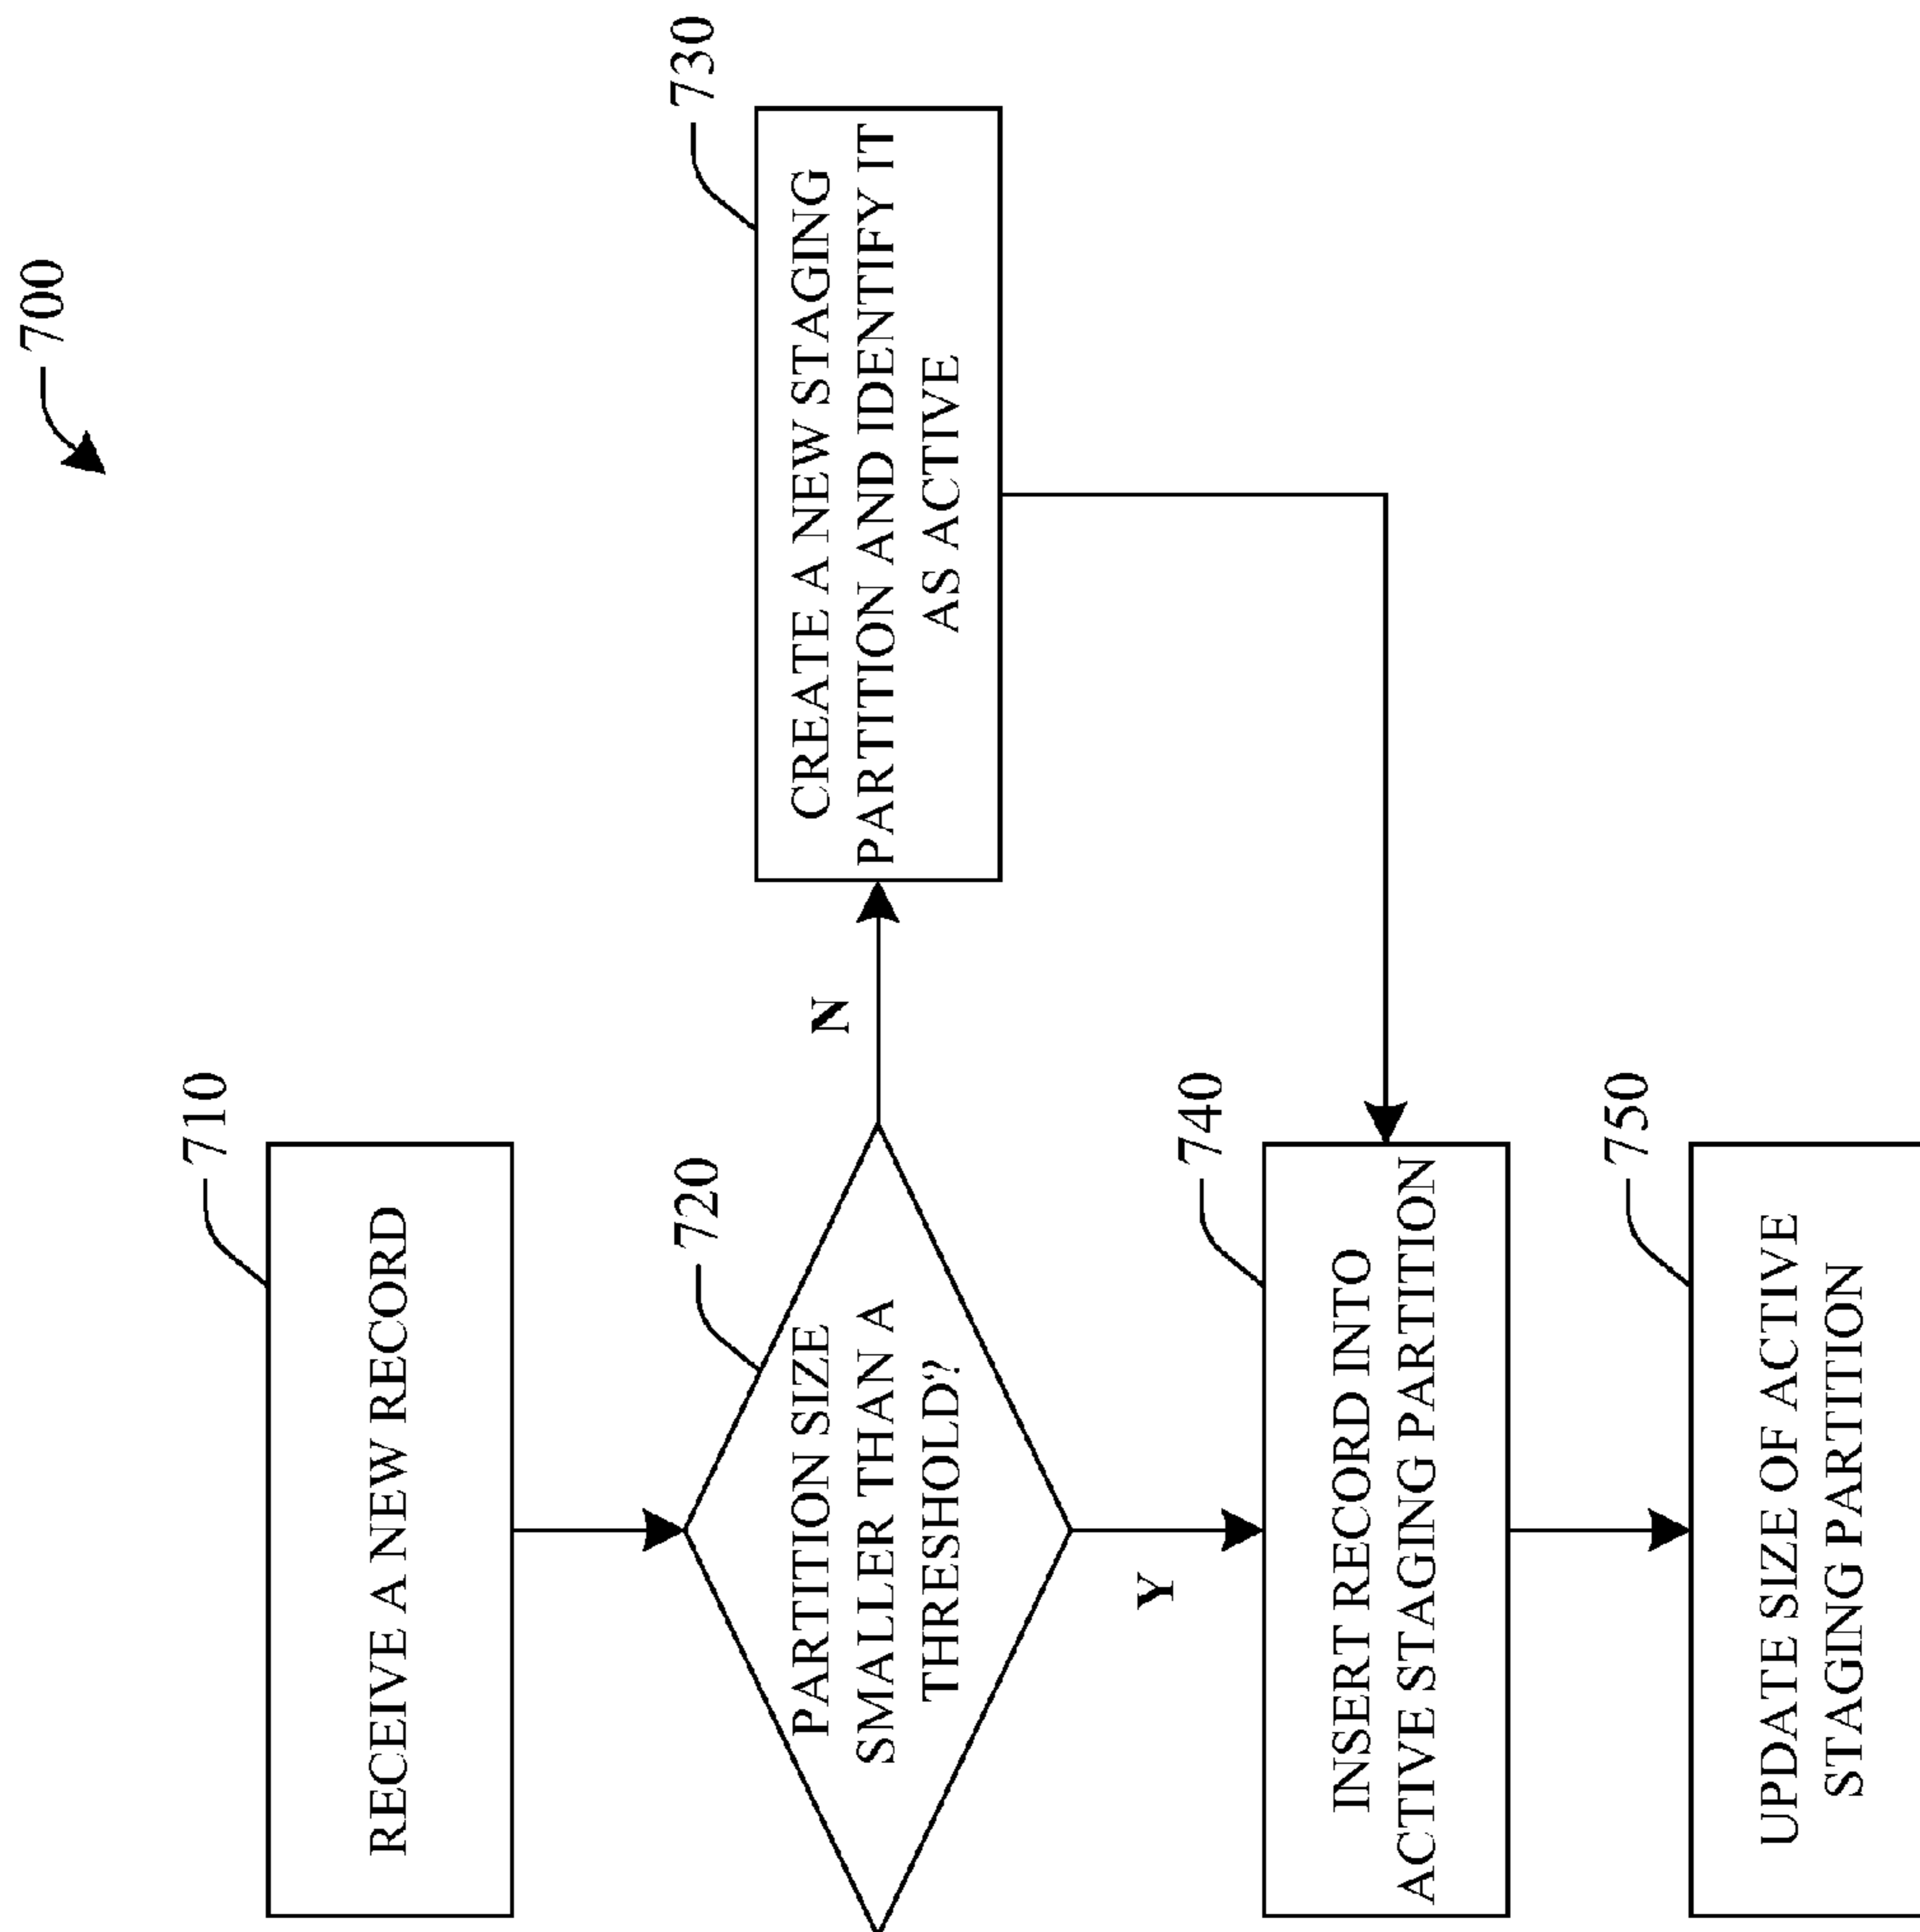 700
710
RECEIVE A NEW RECORD
720
PARTITION SIZE
SMALLER THAN A
THRESHOLD?
N
730
CREATE A NEW STAGING
PARTITION AND IDENTIFY IT
AS ACTIVE
Y
740
INSERT RECORD INTO
ACTIVE STAGING PARTITION
750
UPDATE SIZE OF ACTIVE
STAGING PARTITION